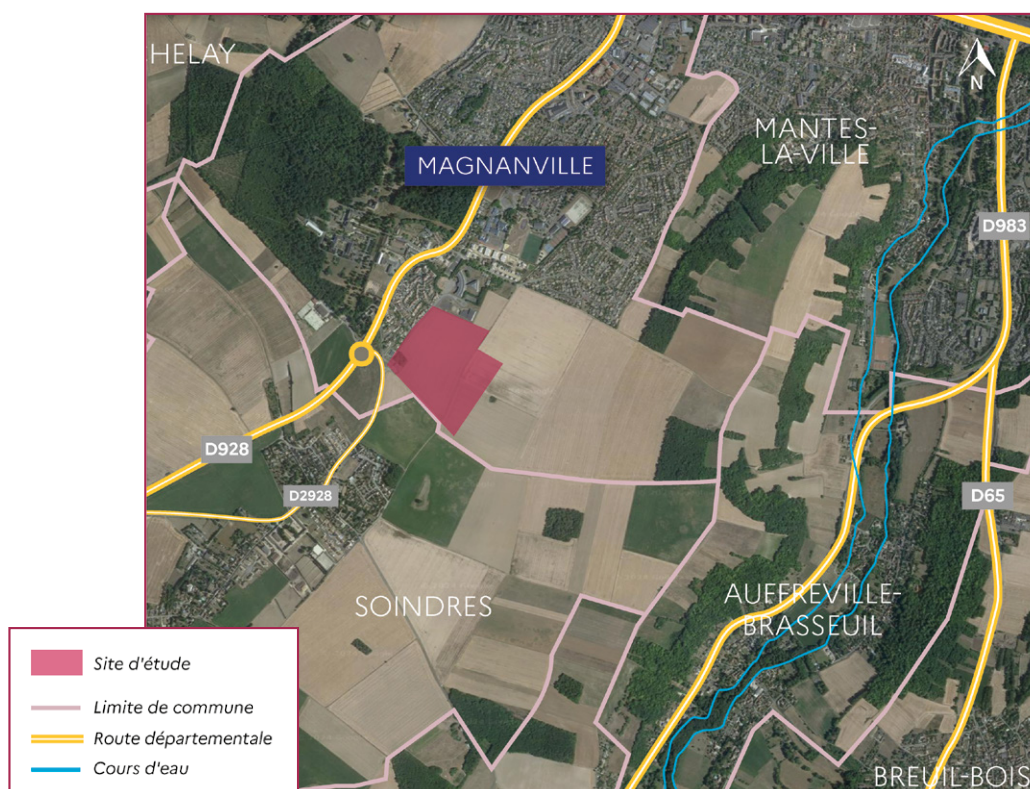 HELAY
N
MANTES-
LA-VILLE
MAGNANVILLE
D983
D928
D2928
D65
SOINDRES
AUFFREVILLE-
BRASSEUIL
BREUIL-BOIS
Site d'étude
Limite de commune
Route départementale
Cours d'eau